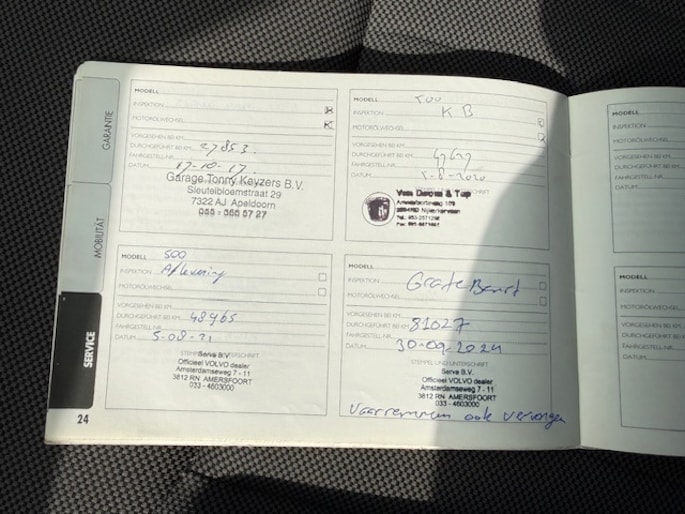 GARANTIE
MOBILITÄT
SERVICE
24
MODELL
INSPEKTION
MOTORÖLWECHSEL
VORGESEHEN BEI KM
DURCHGEFÜHRT BEI KM 27853
FAHRGESTELL-NR.
DATUM 17-10-17
Garage Tonny Keyzers B.V.
Sleutelbloemstraat 29
7322 AJ Apeldoorn
055 - 366 57 27
MODELL
INSPEKTION K B
MOTORÖLWECHSEL
VORGESEHEN BEI KM
DURCHGEFÜHRT BEI KM
FAHRGESTELL-NR.
DATUM 5-8-2020
MODELL 500
INSPEKTION Aflevering
MOTORÖLWECHSEL
VORGESEHEN BEI KM
DURCHGEFÜHRT BEI KM 48465
FAHRGESTELL-NR.
DATUM 5-08-21
STEMPEL UND UNTERSCHRIFT
Serva B.V.
Officieel VOLVO dealer
Amsterdamseweg 7 - 11
3812 RN AMERSFOORT
033 - 4603000
MODELL
INSPEKTION Grote Beurt
MOTORÖLWECHSEL
VORGESEHEN BEI KM
DURCHGEFÜHRT BEI KM 81027
FAHRGESTELL-NR.
DATUM 30-09-2024
STEMPEL UND UNTERSCHRIFT
Serva B.V.
Officieel VOLVO dealer
Amsterdamseweg 7 - 11
3812 RN AMERSFOORT
033 - 4603000
Voorremmen ook vervangen
MODELL
INSPEKTION
MOTORÖLWECHSEL
VORGESEHEN BEI KM
DURCHGEFÜHRT BEI KM
FAHRGESTELL-NR.
DATUM
MODELL
INSPEKTION
MOTORÖLWECHSEL
VORGESEHEN BEI KM
DURCHGEFÜHRT BEI KM
FAHRGESTELL-NR.
DATUM